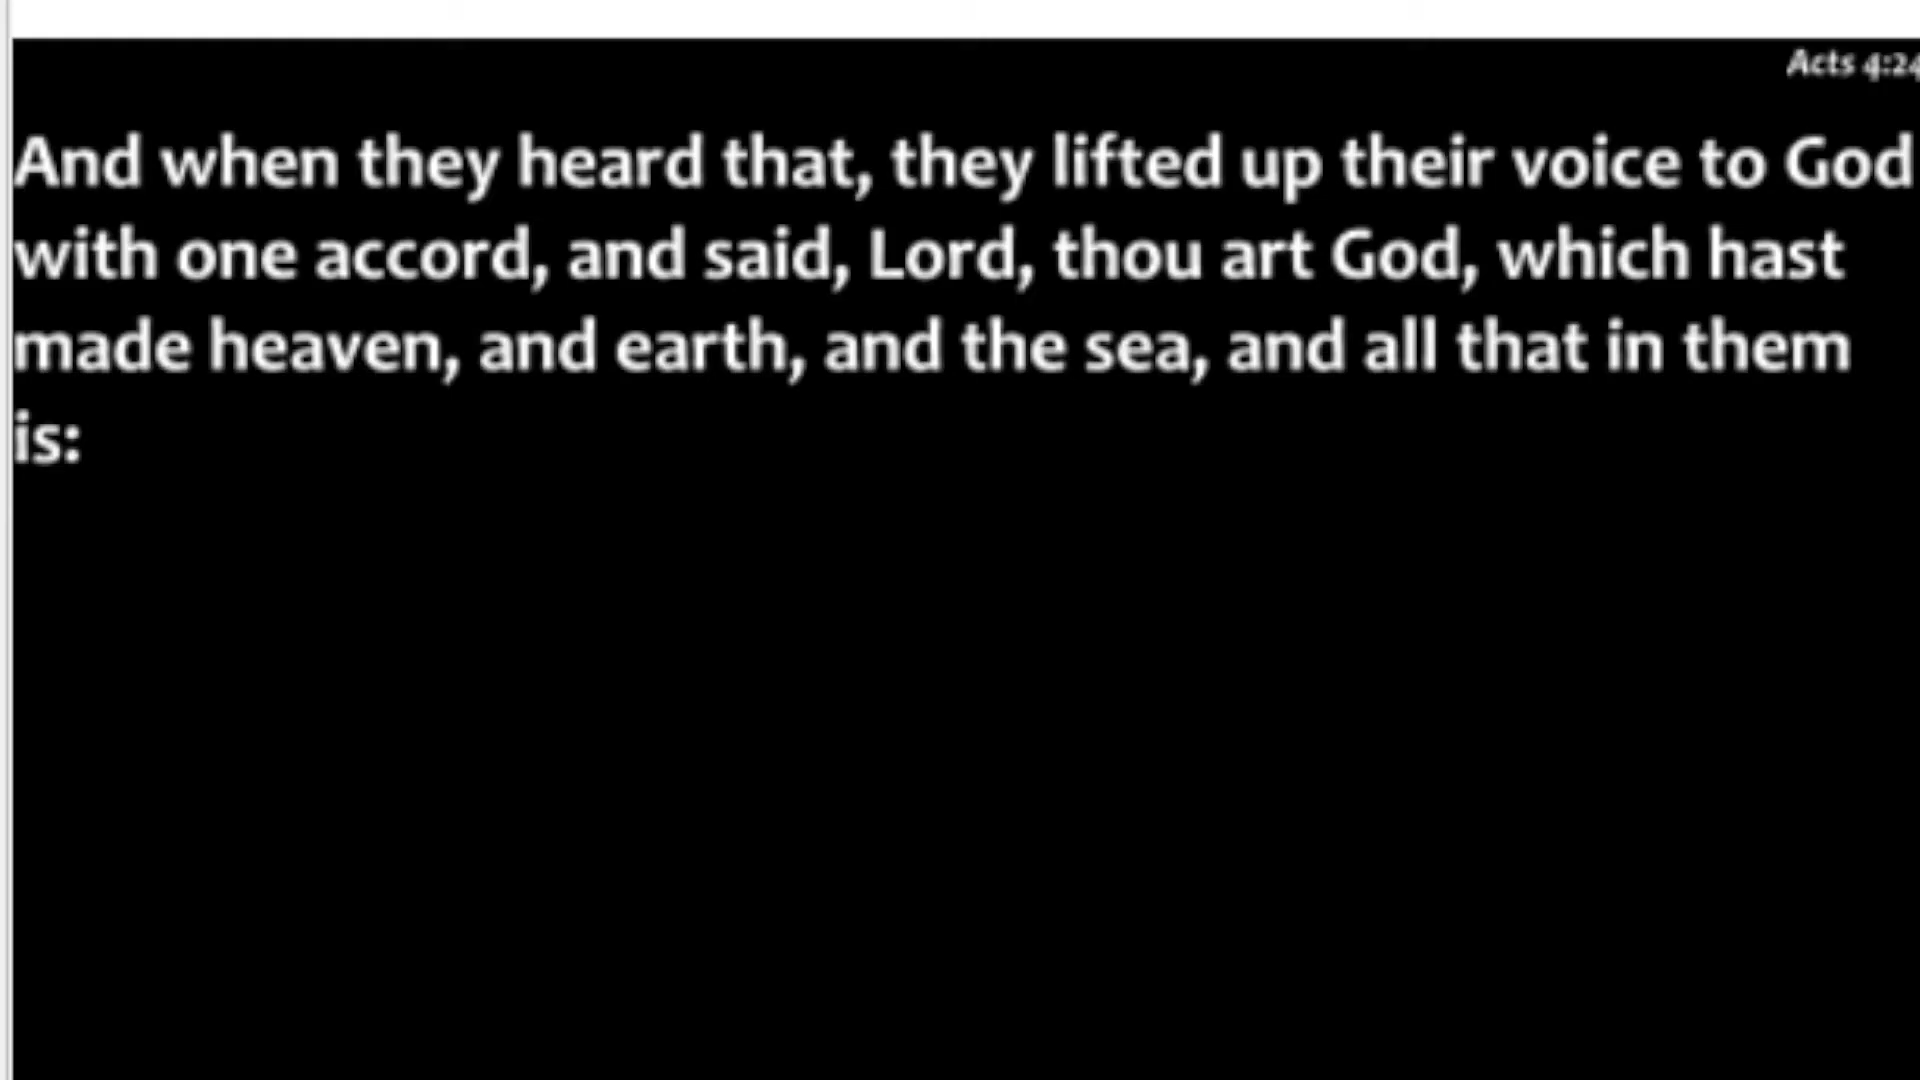 Acts 4:24
And when they heard that, they lifted up their voice to God
with one accord, and said, Lord, thou art God, which hast
made heaven, and earth, and the sea, and all that in them
is: